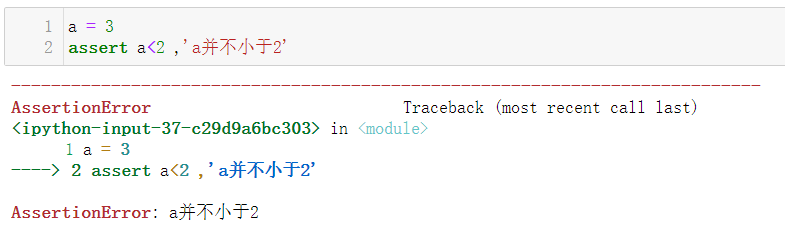 1 a = 3
2 assert a<2 ,'a并不小于2'
---------------------------------------------------------------------------
AssertionError                            Traceback (most recent call last)
<ipython-input-37-c29d9a6bc303> in <module>
      1 a = 3
----> 2 assert a<2 ,'a并不小于2'
AssertionError: a并不小于2